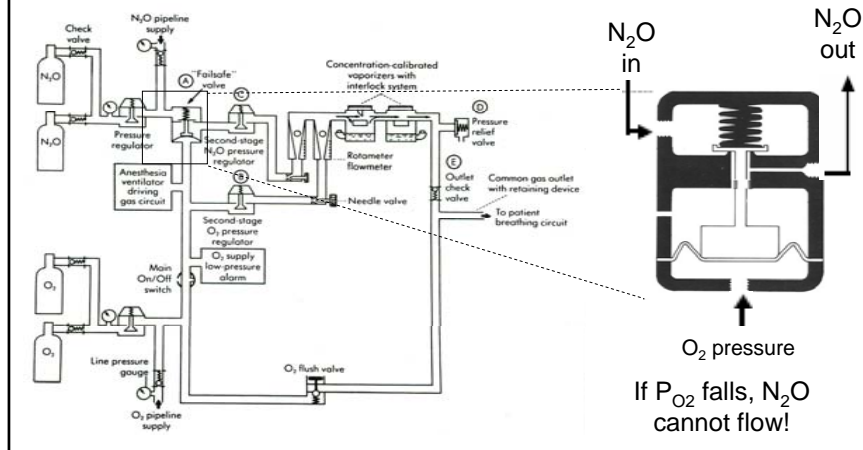 N₂O pipeline
supply
Check
valve
N₂O
N₂O
Pressure
regulator
A
"Failsafe"
valve
C
Second-stage
N₂O pressure
regulator
Concentration-calibrated
vaporizers with
interlock system
D
Pressure
relief
valve
Rotameter
flowmeter
E
Outlet
check
valve
Common gas outlet
with retaining device
To patient
breathing circuit
Needle valve
Anesthesia
ventilator
driving
gas circuit
B
Second-stage
O₂ pressure
regulator
O₂ supply
low-pressure
alarm
Main
On/Off
switch
O₂
O₂
Line pressure
gauge
O₂ pipeline
supply
O₂ flush valve
N₂O
in
N₂O
out
O₂ pressure
If P_O2 falls, N₂O
cannot flow!